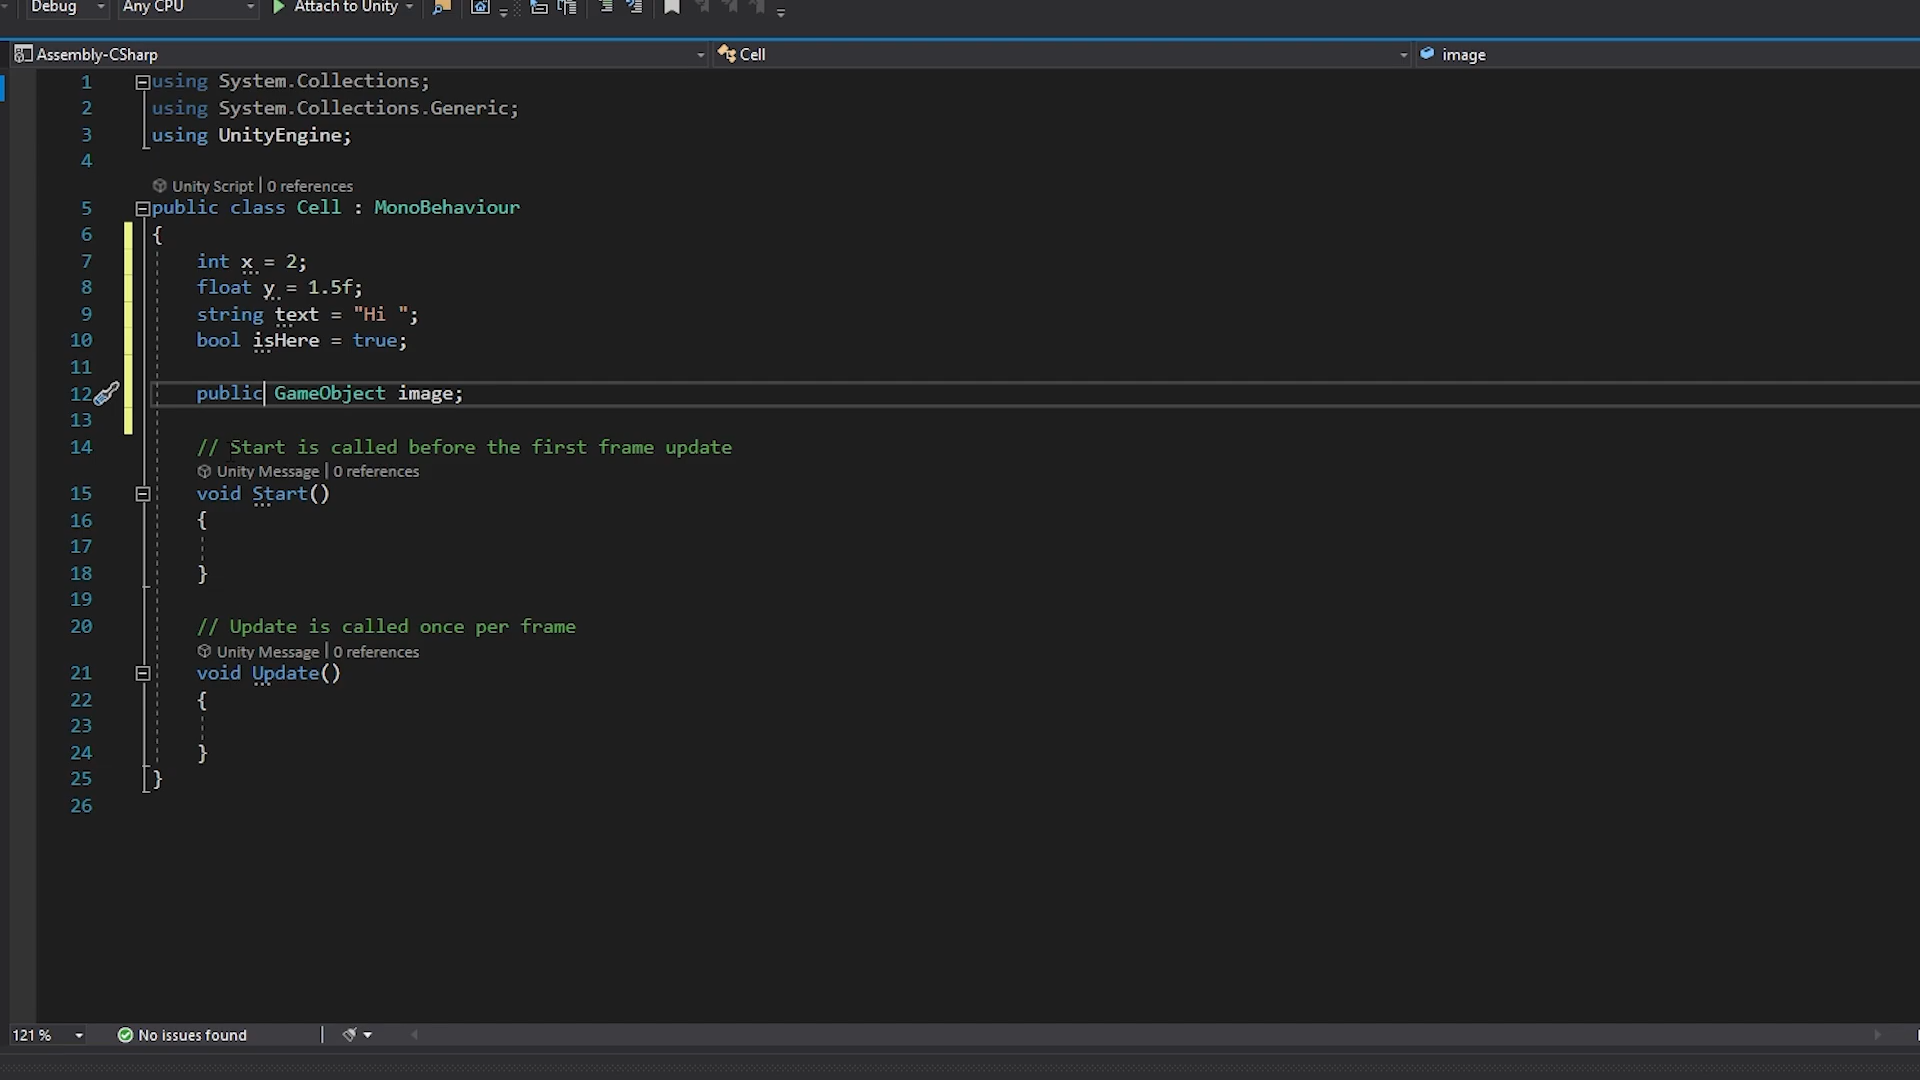 Debug Any CPU Attach to Unity
Assembly-CSharp Cell image
1 using System.Collections;
2 using System.Collections.Generic;
3 using UnityEngine;
4
Unity Script | 0 references
5 public class Cell : MonoBehaviour
6 {
7 int x = 2;
8 float y = 1.5f;
9 string text = "Hi ";
10 bool isHere = true;
11
12 public GameObject image;
13
14 // Start is called before the first frame update
Unity Message | 0 references
15 void Start()
16 {
17
18 }
19
20 // Update is called once per frame
Unity Message | 0 references
21 void Update()
22 {
23
24 }
25 }
26
121 % No issues found